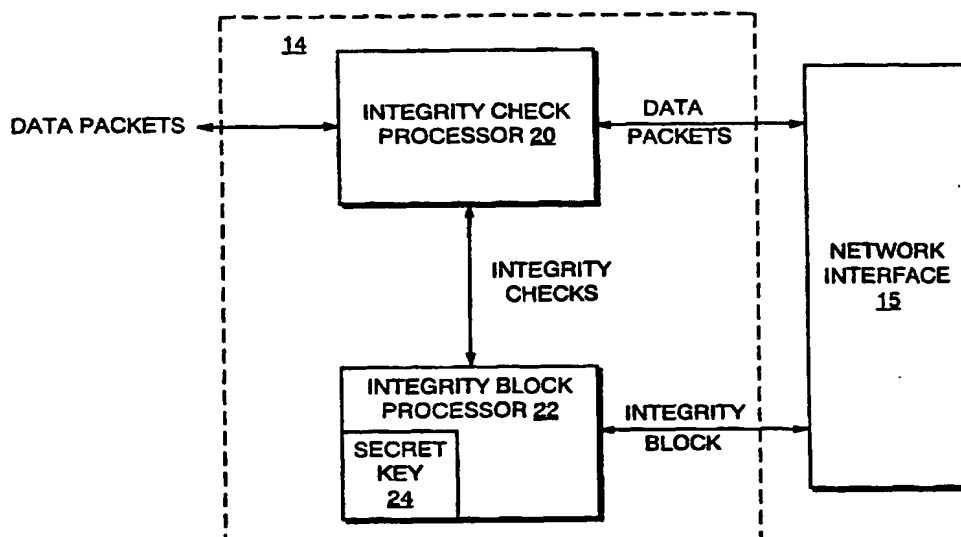 14
DATA PACKETS
INTEGRITY CHECK
PROCESSOR 20
DATA
PACKETS
INTEGRITY
CHECKS
NETWORK
INTERFACE
15
INTEGRITY BLOCK
PROCESSOR 22
SECRET
KEY
24
INTEGRITY
BLOCK